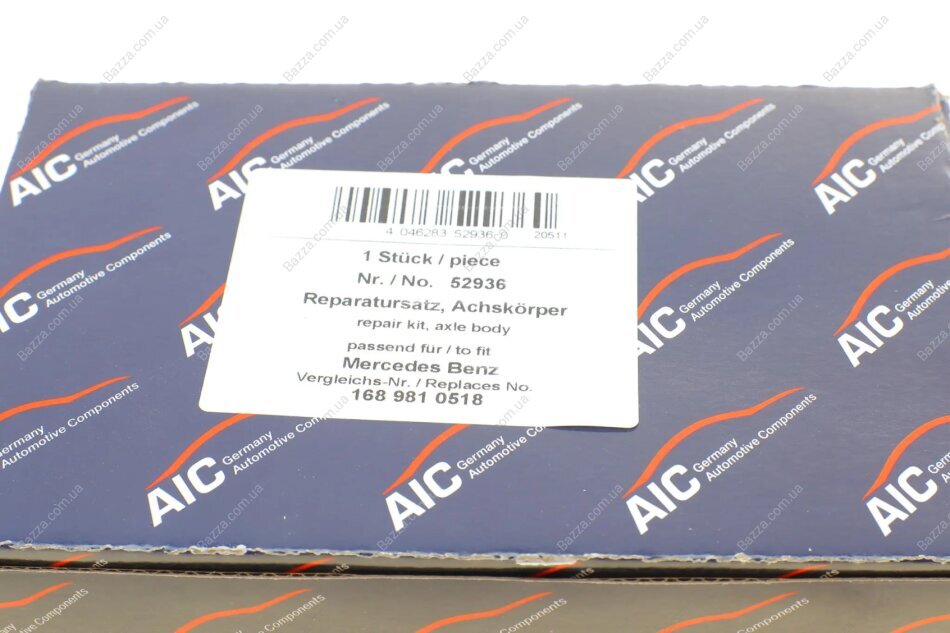 4 046283 52936 0 20511
1 Stück / piece
Nr. / No. 52936
Reparatursatz, Achskörper
repair kit, axle body
passend für / to fit
Mercedes Benz
Vergleichs-Nr. / Replaces No.
168 981 0518
AIC Germany
Automotive Components
Bazza.com.ua